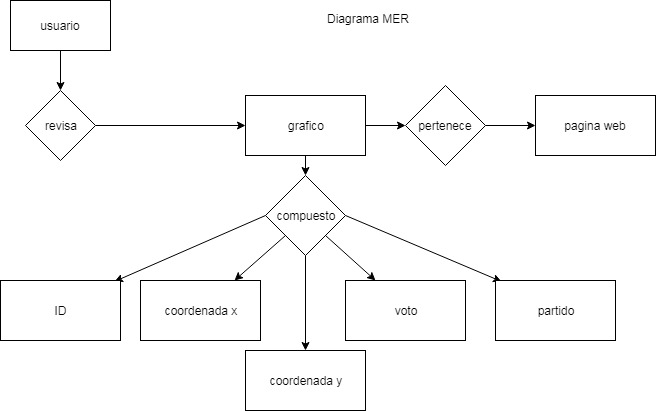 usuario
Diagrama MER
revisa
grafico
pertenece
pagina web
compuesto
ID
coordenada x
voto
partido
coordenada y